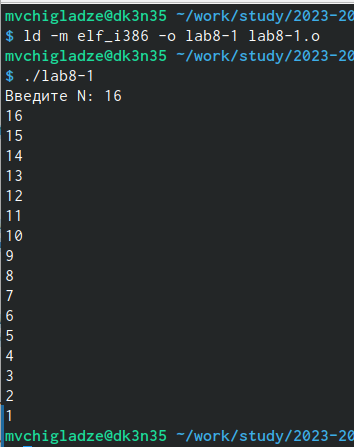 mvchigladze@dk3n35 ~/work/study/2023-20
$ ld -m elf_i386 -o lab8-1 lab8-1.o
mvchigladze@dk3n35 ~/work/study/2023-20
$ ./lab8-1
Введите N: 16
16
15
14
13
12
11
10
9
8
7
6
5
4
3
2
1
mvchigladze@dk3n35 ~/work/study/2023-20